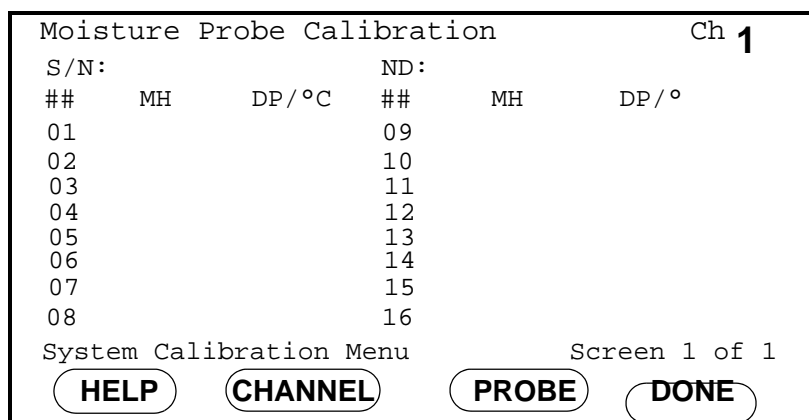 Moisture Probe Calibration Ch 1
S/N: ND:
## MH DP/°C ## MH DP/°
01 09
02 10
03 11
04 12
05 13
06 14
07 15
08 16
System Calibration Menu Screen 1 of 1
HELP CHANNEL PROBE DONE